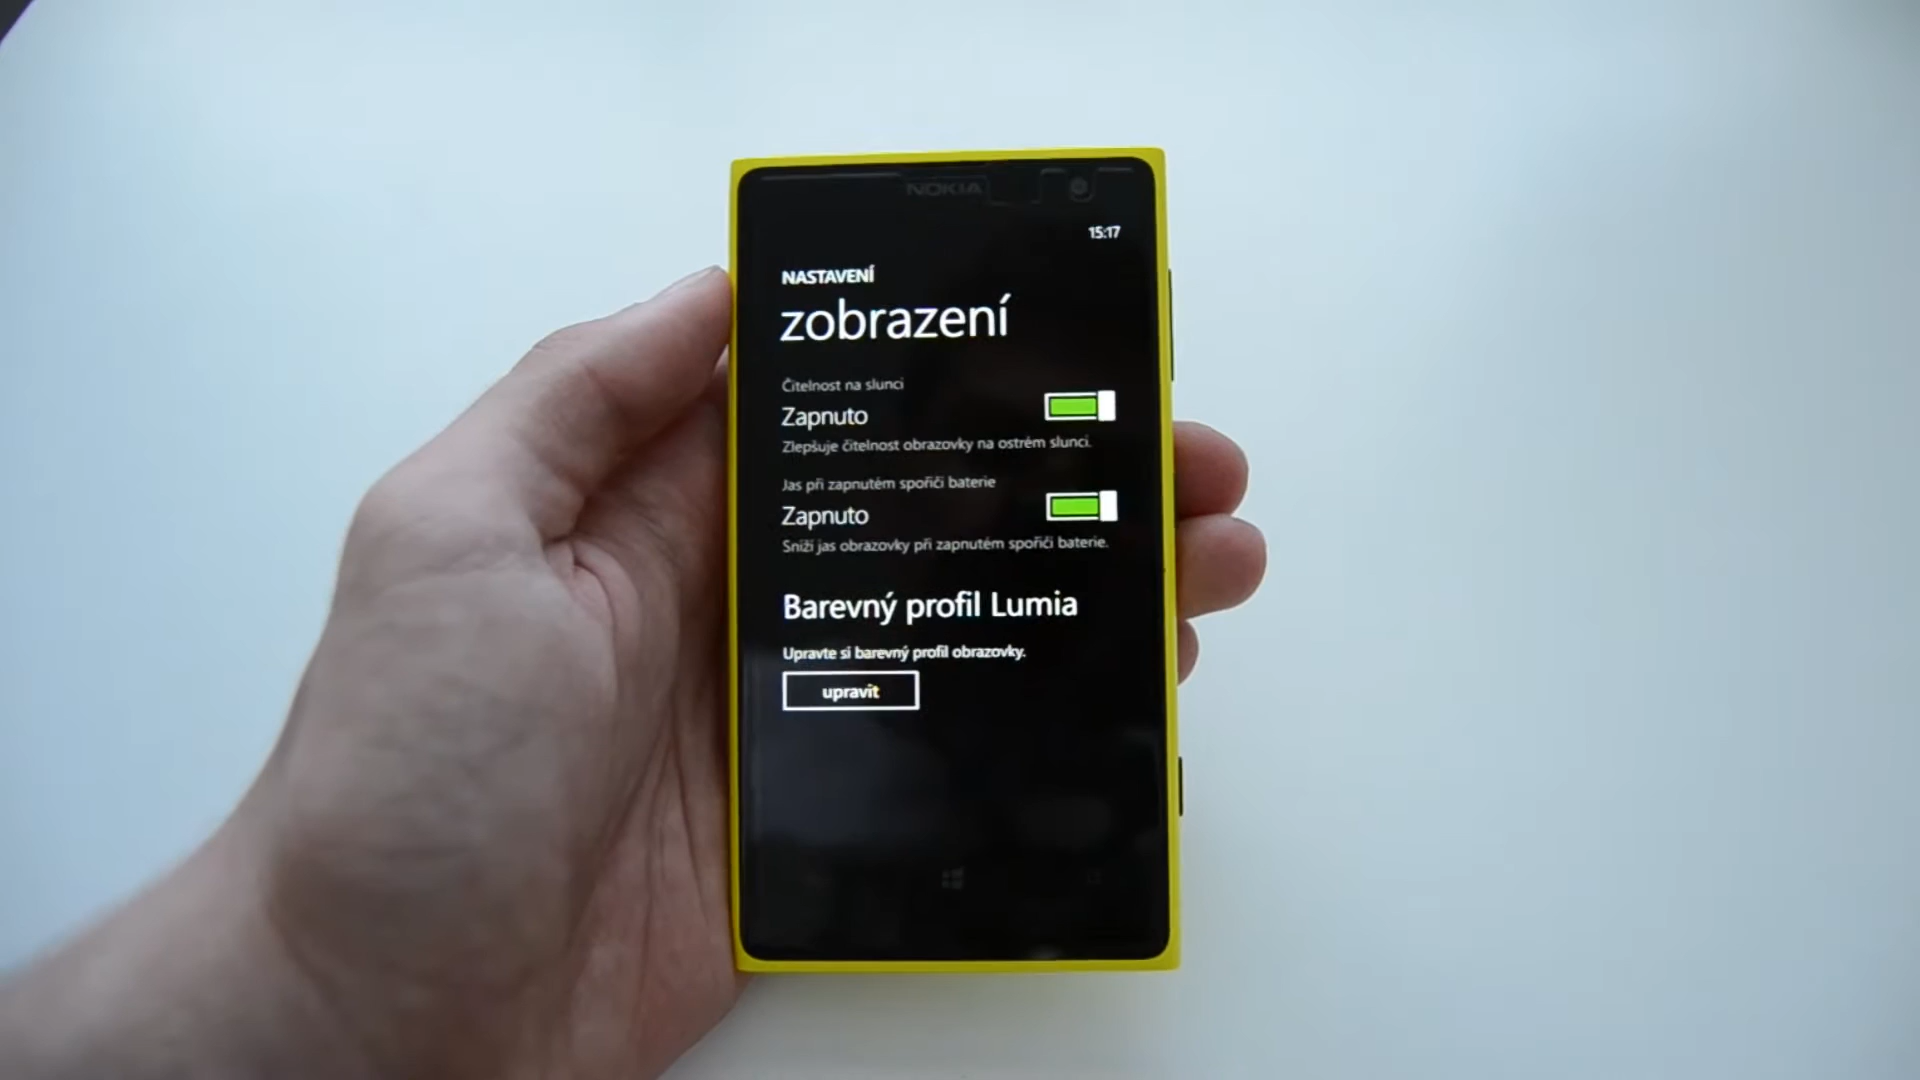 NOKIA
15:17
NASTAVENÍ
zobrazení
Čitelnost na slunci
Zapnuto
Zlepšuje čitelnost obrazovky na ostrém slunci.
Jas při zapnutém spořiči baterie
Zapnuto
Sníží jas obrazovky při zapnutém spořiči baterie.
Barevný profil Lumia
Upravte si barevný profil obrazovky.
upravit